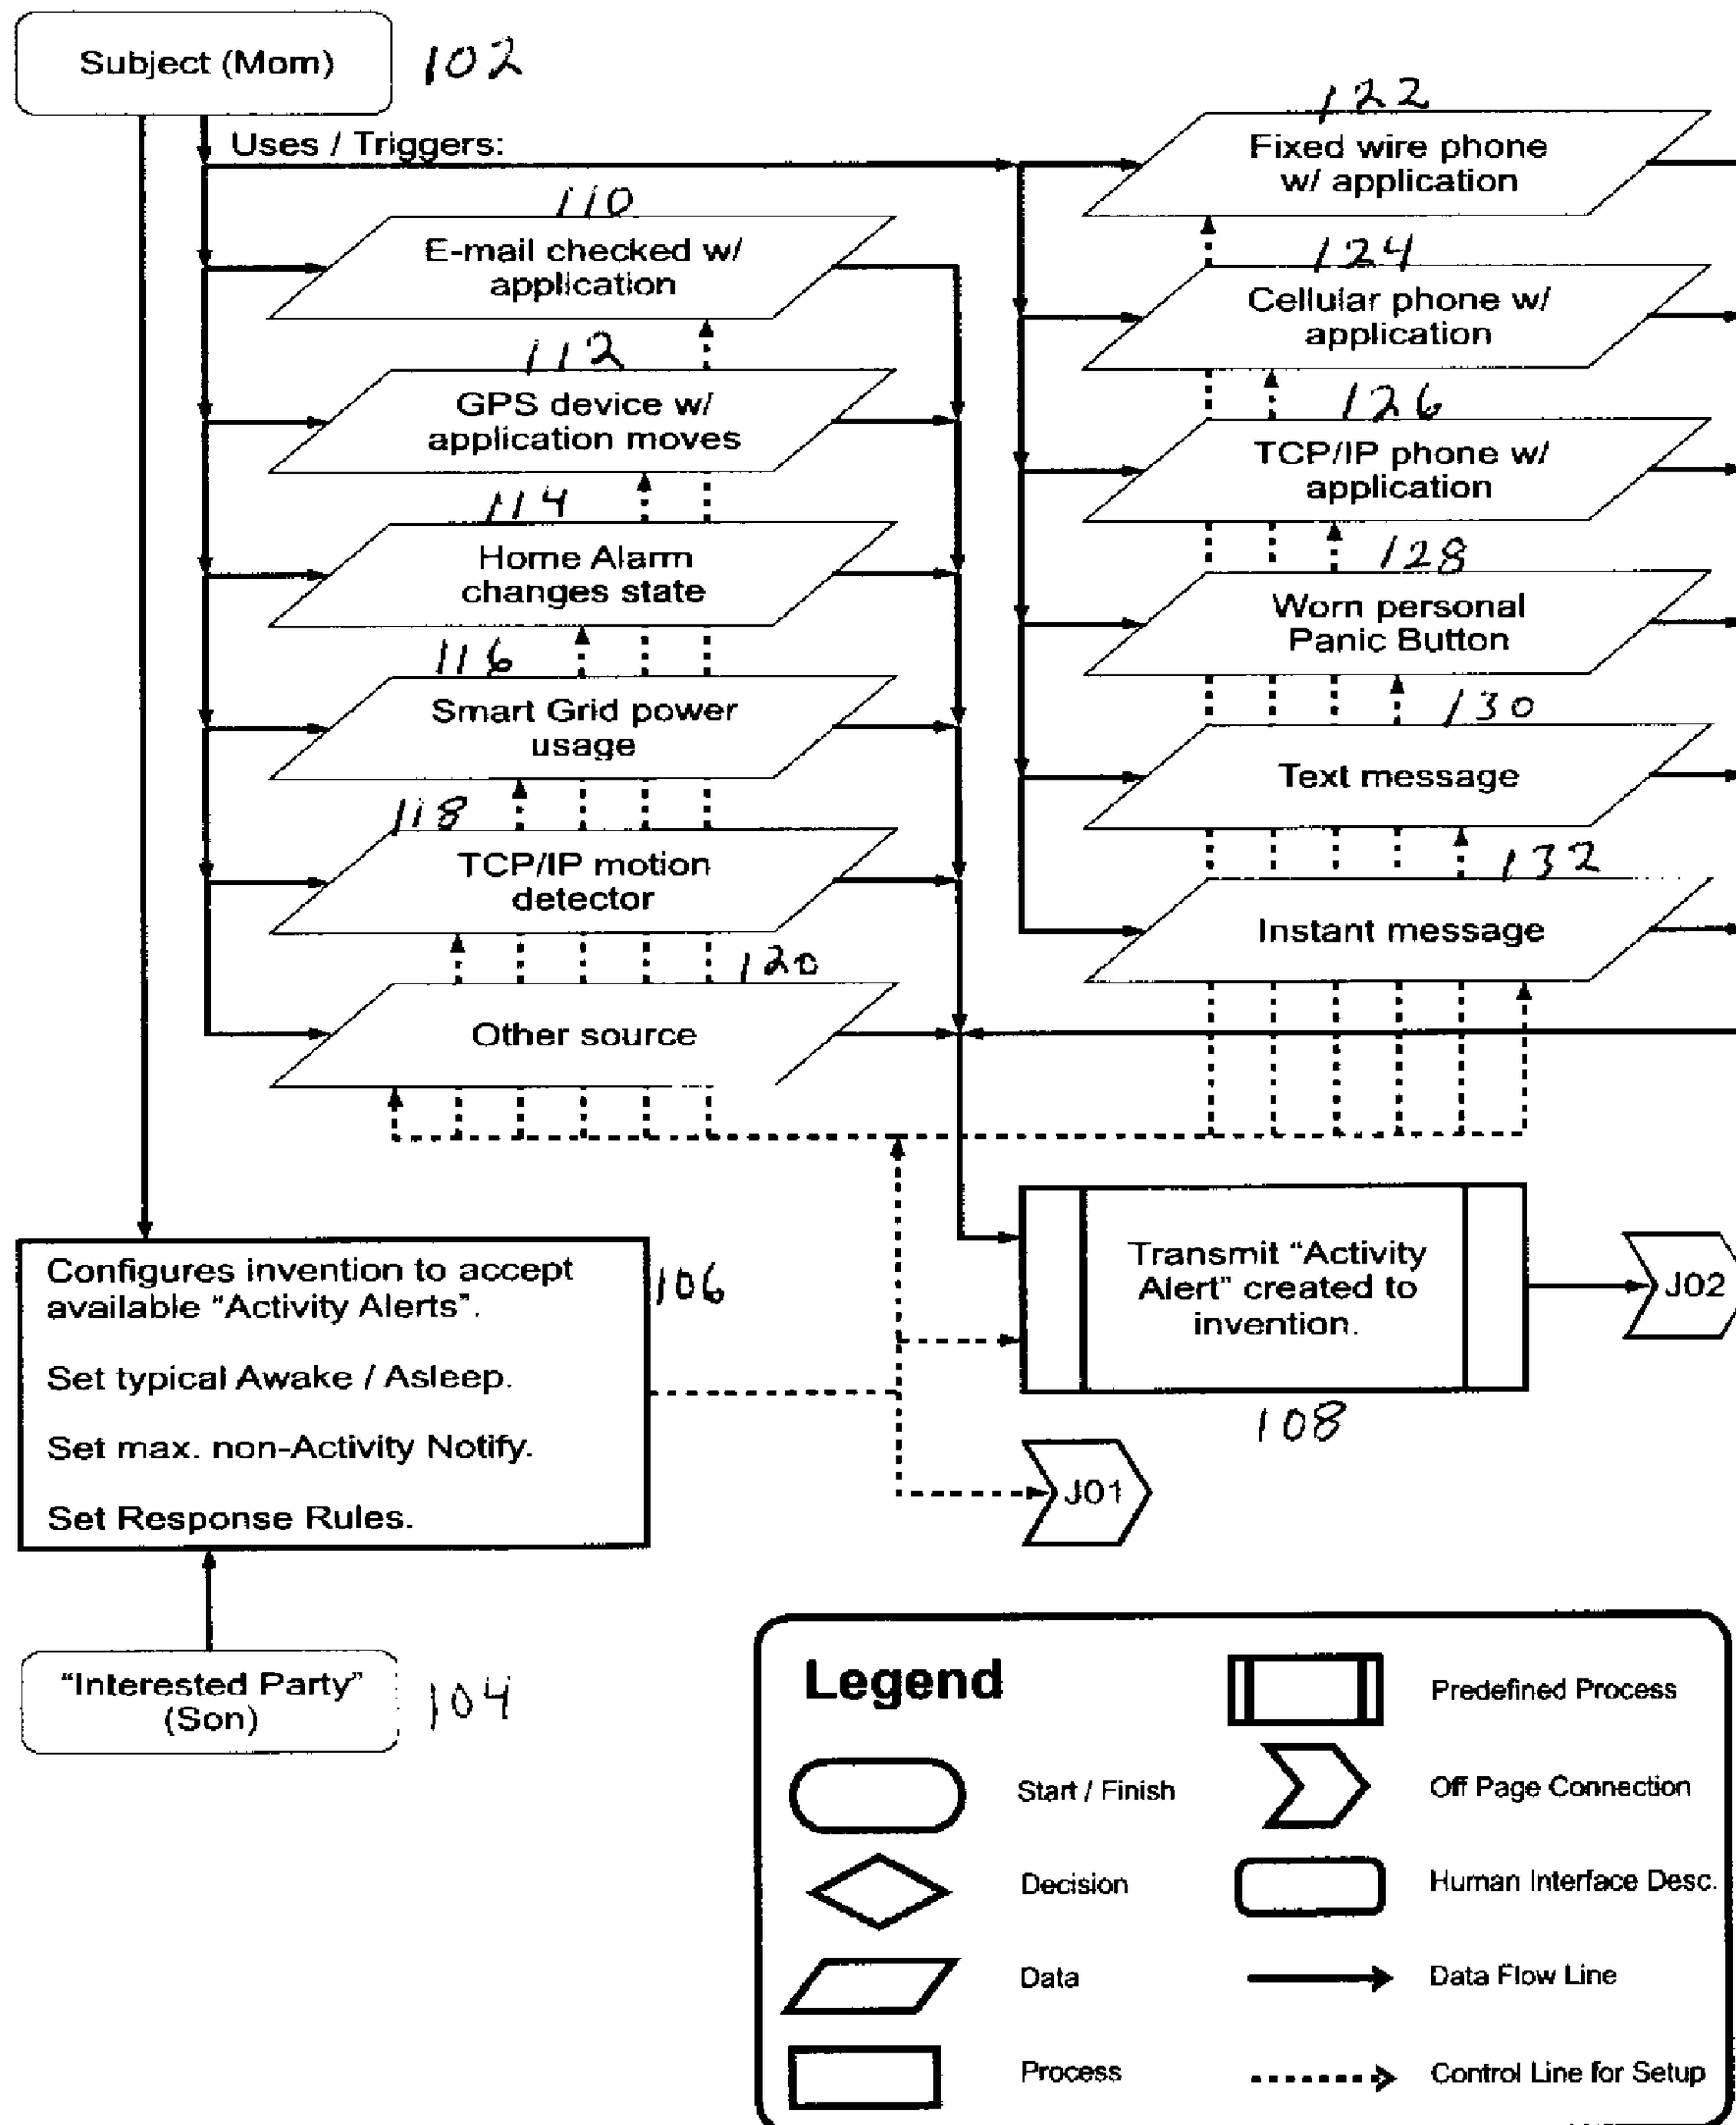 Subject (Mom)
102
Uses / Triggers:
110
E-mail checked w/
application
112
GPS device w/
application moves
114
Home Alarm
changes state
116
Smart Grid power
usage
118
TCP/IP motion
detector
120
Other source
122
Fixed wire phone
w/ application
124
Cellular phone w/
application
126
TCP/IP phone w/
application
128
Worn personal
Panic Button
130
Text message
132
Instant message
Configures invention to accept
available “Activity Alerts”.
Set typical Awake / Asleep.
Set max. non-Activity Notify.
Set Response Rules.
106
Transmit “Activity
Alert” created to
invention.
108
J02
J01
“Interested Party”
(Son)
104
Legend
Start / Finish
Decision
Data
Process
Predefined Process
Off Page Connection
Human Interface Desc.
Data Flow Line
Control Line for Setup